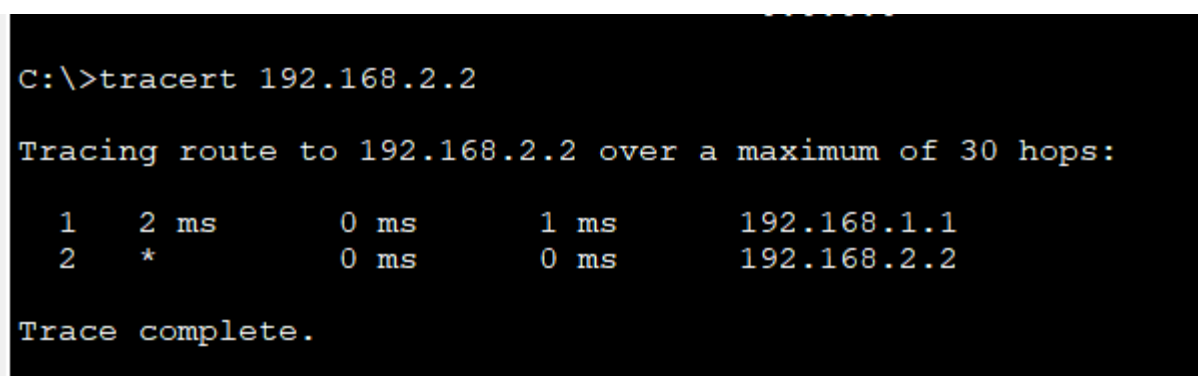 C:\>tracert 192.168.2.2
Tracing route to 192.168.2.2 over a maximum of 30 hops:
1 2 ms 0 ms 1 ms 192.168.1.1
2 * 0 ms 0 ms 192.168.2.2
Trace complete.